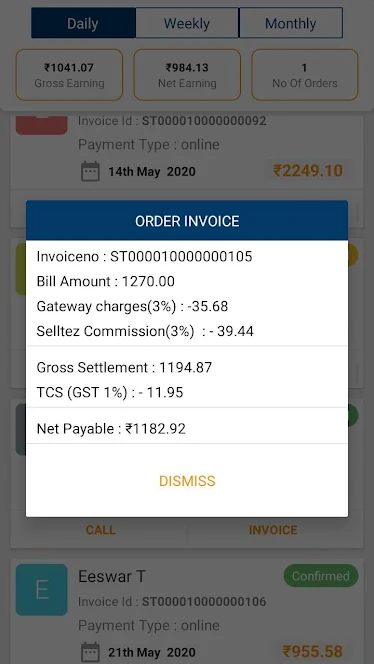 Daily Weekly Monthly
₹1041.07 ₹984.13 1
Gross Earning Net Earning No Of Orders
Invoice Id : ST000010000000092
Payment Type : online
14th May 2020 ₹2249.10
ORDER INVOICE
Invoiceno : ST000010000000105
Bill Amount : 1270.00
Gateway charges(3%) : -35.68
Selltez Commission(3%) : - 39.44
Gross Settlement : 1194.87
TCS (GST 1%) : - 11.95
Net Payable : ₹1182.92
DISMISS
CALL INVOICE
E Eeswar T Confirmed
Invoice Id : ST000010000000106
Payment Type : online
21th May 2020 ₹955.58